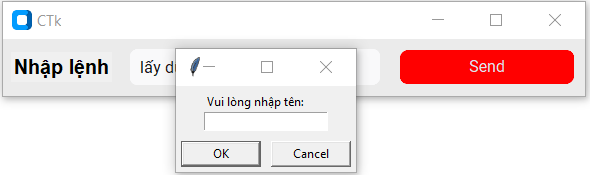 CTk
Nhập lệnh
lấy
Send
Vui lòng nhập tên:
OK
Cancel